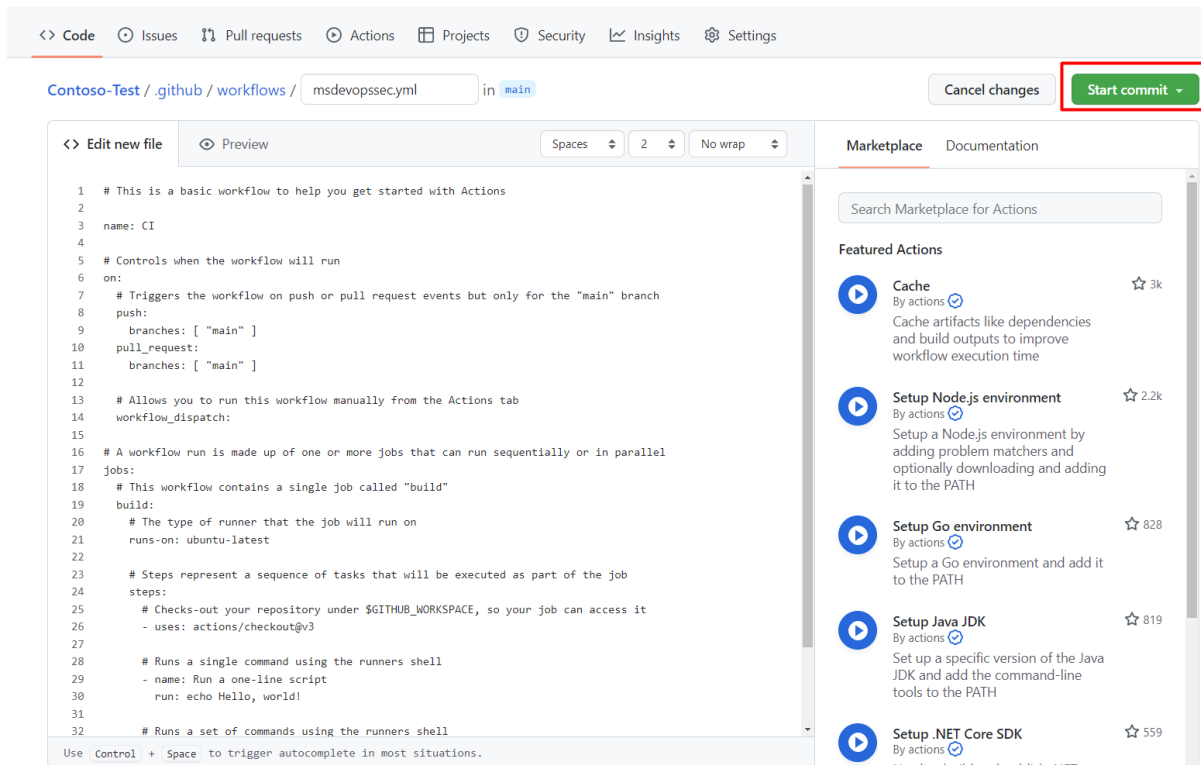 <> Code Issues Pull requests Actions Projects Security Insights Settings
Contoso-Test / .github / workflows / msdevopssec.yml in main Cancel changes Start commit
<> Edit new file Preview Spaces 2 No wrap
1 # This is a basic workflow to help you get started with Actions
2
3 name: CI
4
5 # Controls when the workflow will run
6 on:
7 # Triggers the workflow on push or pull request events but only for the "main" branch
8 push:
9 branches: [ "main" ]
10 pull_request:
11 branches: [ "main" ]
12
13 # Allows you to run this workflow manually from the Actions tab
14 workflow_dispatch:
15
16 # A workflow run is made up of one or more jobs that can run sequentially or in parallel
17 jobs:
18 # This workflow contains a single job called "build"
19 build:
20 # The type of runner that the job will run on
21 runs-on: ubuntu-latest
22
23 # Steps represent a sequence of tasks that will be executed as part of the job
24 steps:
25 # Checks-out your repository under $GITHUB_WORKSPACE, so your job can access it
26 - uses: actions/checkout@v3
27
28 # Runs a single command using the runners shell
29 - name: Run a one-line script
30 run: echo Hello, world!
31
32 # Runs a set of commands using the runners shell
Use Control + Space to trigger autocomplete in most situations.
Marketplace Documentation
Search Marketplace for Actions
Featured Actions
Cache 3k
By actions
Cache artifacts like dependencies
and build outputs to improve
workflow execution time
Setup Node.js environment 2.2k
By actions
Setup a Node.js environment by
adding problem matchers and
optionally downloading and adding
it to the PATH
Setup Go environment 828
By actions
Setup a Go environment and add it
to the PATH
Setup Java JDK 819
By actions
Set up a specific version of the Java
JDK and add the command-line
tools to the PATH
Setup .NET Core SDK 559
By actions